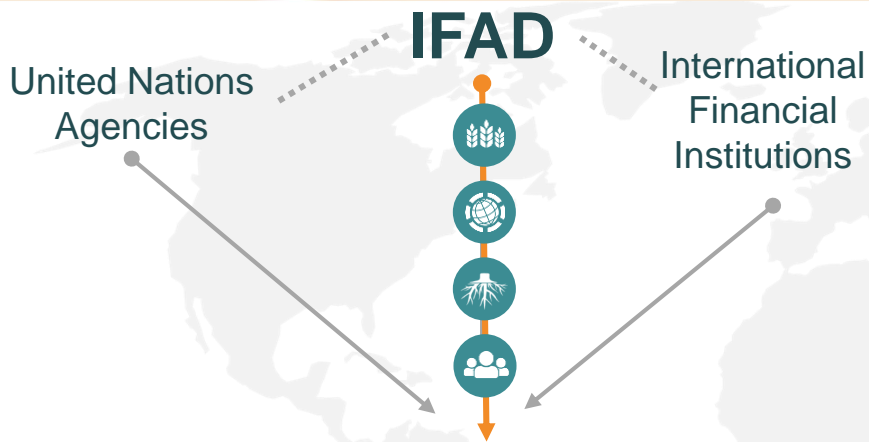 IFAD
United Nations
Agencies
International
Financial
Institutions